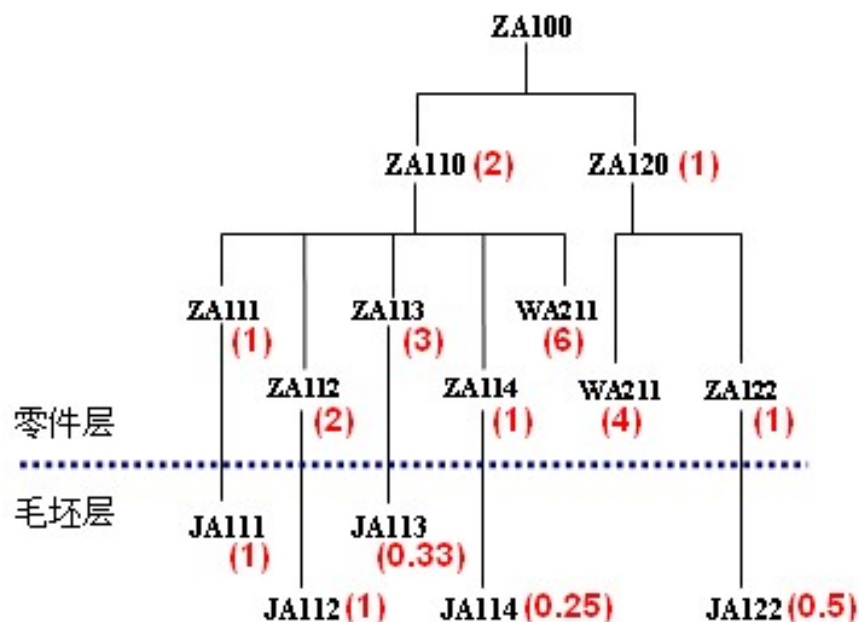 ZA100
ZA110 (2) ZA120 (1)
ZA111 ZA113 WA211
(1) (3) (6)
ZA112 ZA114 WA211 ZA122
零件层 (2) (1) (4) (1)
毛坯层 JA111 JA113
(1) (0.33)
JA112 (1) JA114 (0.25) JA122 (0.5)